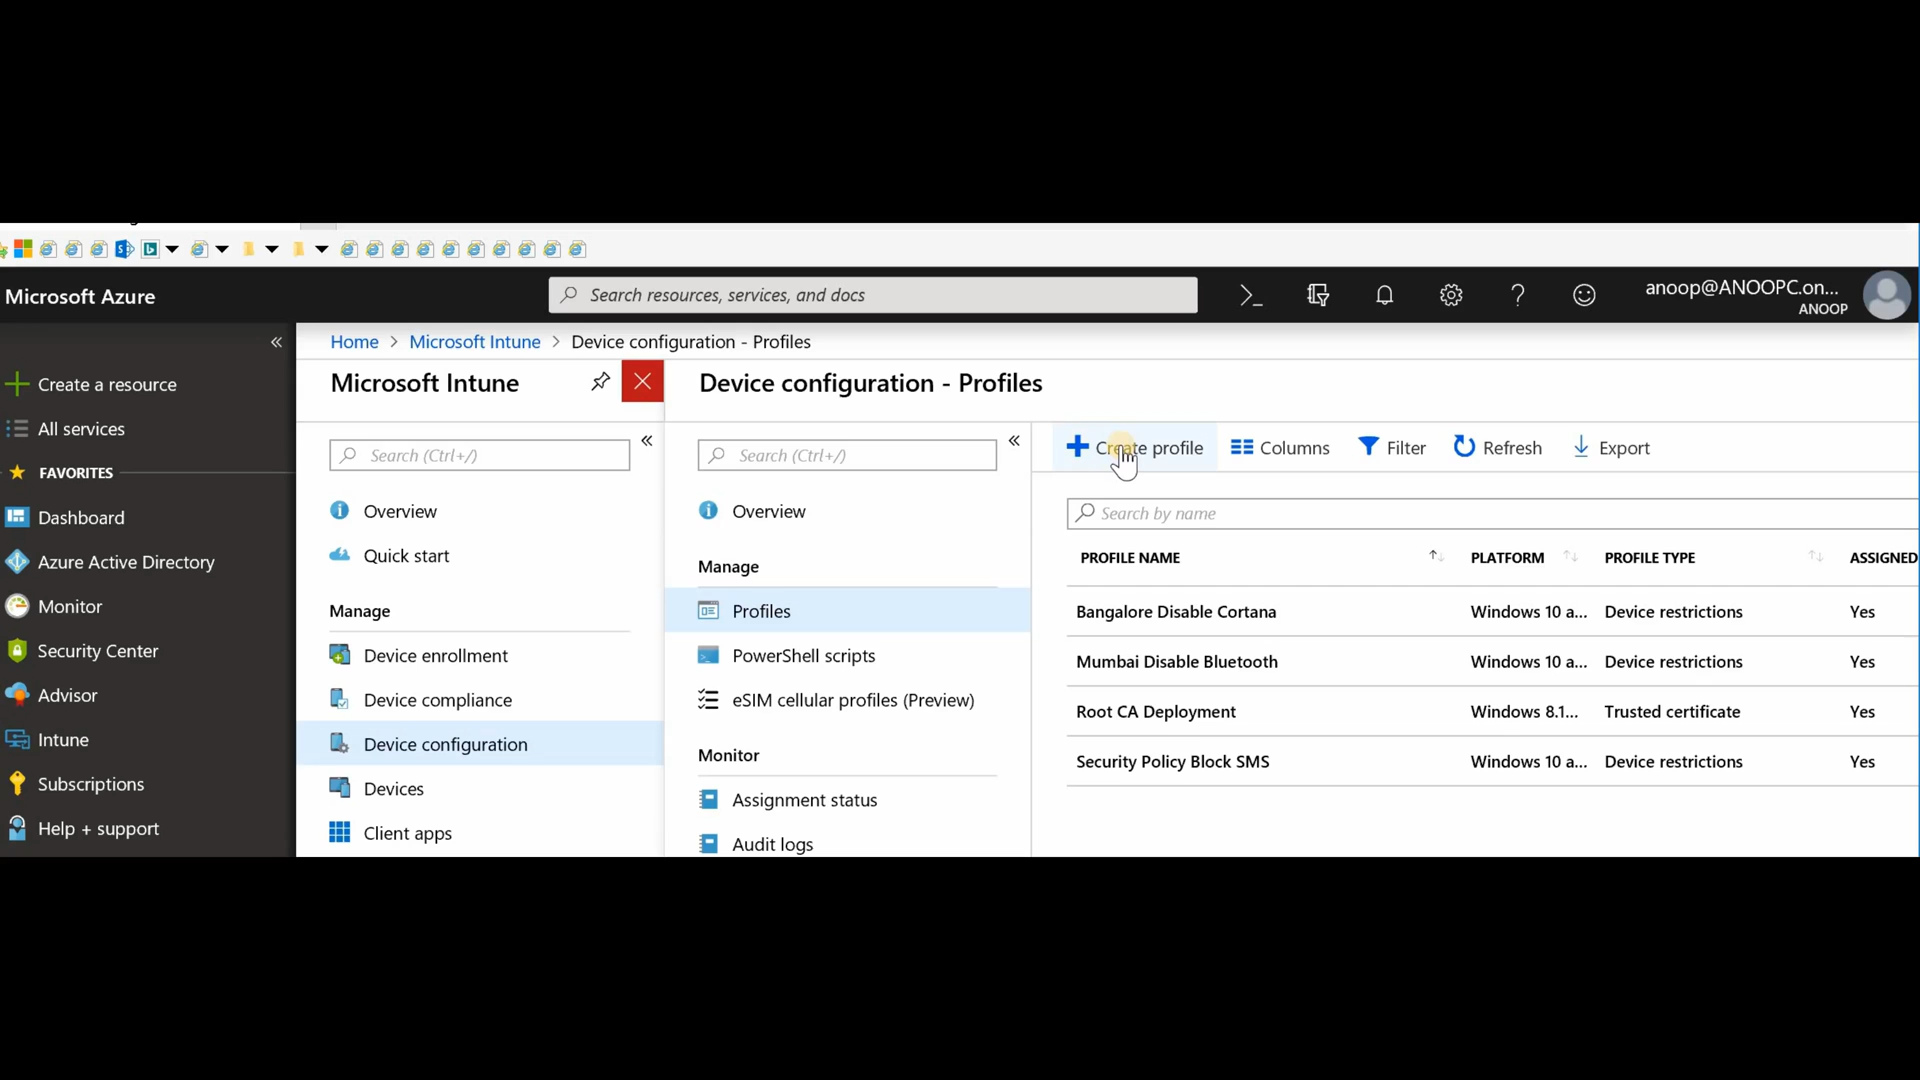 Microsoft Azure
Search resources, services, and docs
anoop@ANOOPC.on...
ANOOP
Home > Microsoft Intune > Device configuration - Profiles
Create a resource
All services
FAVORITES
Dashboard
Azure Active Directory
Monitor
Security Center
Advisor
Intune
Subscriptions
Help + support
Microsoft Intune
Search (Ctrl+/)
Overview
Quick start
Manage
Device enrollment
Device compliance
Device configuration
Devices
Client apps
Device configuration - Profiles
Search (Ctrl+/)
Overview
Manage
Profiles
PowerShell scripts
eSIM cellular profiles (Preview)
Monitor
Assignment status
Audit logs
Create profile Columns Filter Refresh Export
Search by name
PROFILE NAME PLATFORM PROFILE TYPE ASSIGNED
Bangalore Disable Cortana Windows 10 a... Device restrictions Yes
Mumbai Disable Bluetooth Windows 10 a... Device restrictions Yes
Root CA Deployment Windows 8.1... Trusted certificate Yes
Security Policy Block SMS Windows 10 a... Device restrictions Yes